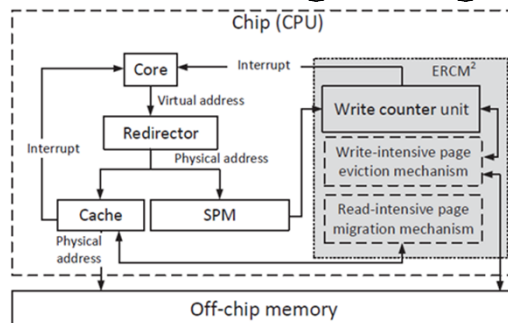 Chip (CPU)
Core
Interrupt
ERCM²
Virtual address
Write counter unit
Redirector
Interrupt
Physical address
Write-intensive page
eviction mechanism
Cache
SPM
Read-intensive page
migration mechanism
Physical
address
Off-chip memory